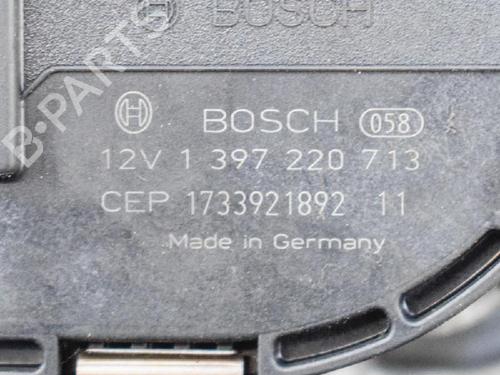 BOSCH
B-PARTS
BOSCH 058
12V 1 397 220 713
CEP 1733921892 11
Made in Germany